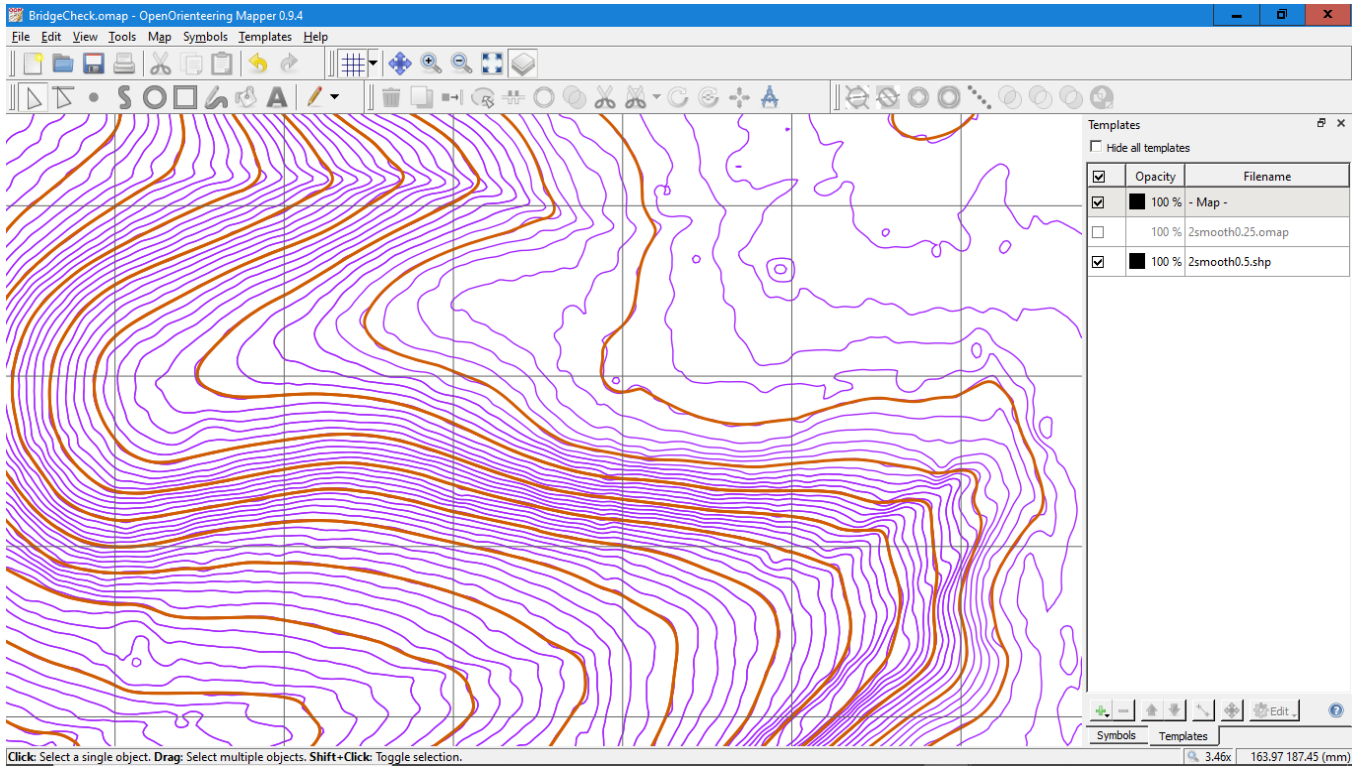 BridgeCheck.omap - OpenOrienteering Mapper 0.9.4
File Edit View Tools Map Symbols Templates Help
Templates
Hide all templates
Opacity Filename
100 % - Map -
100 % 2smooth0.25.omap
100 % 2smooth0.5.shp
Edit
Symbols Templates
Click: Select a single object. Drag: Select multiple objects. Shift+Click: Toggle selection. 3.46x 163.97 187.45 (mm)